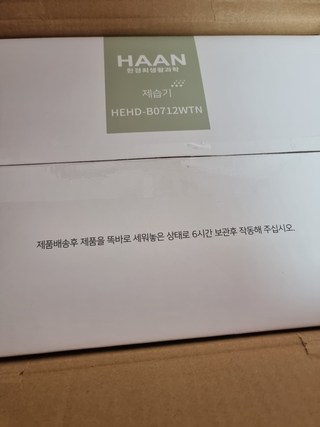 HAAN
한경희생활과학
제습기
HEHD-B0712WTN
제품배송후 제품을 똑바로 세워놓은 상태로 6시간 보관후 작동해 주십시오.